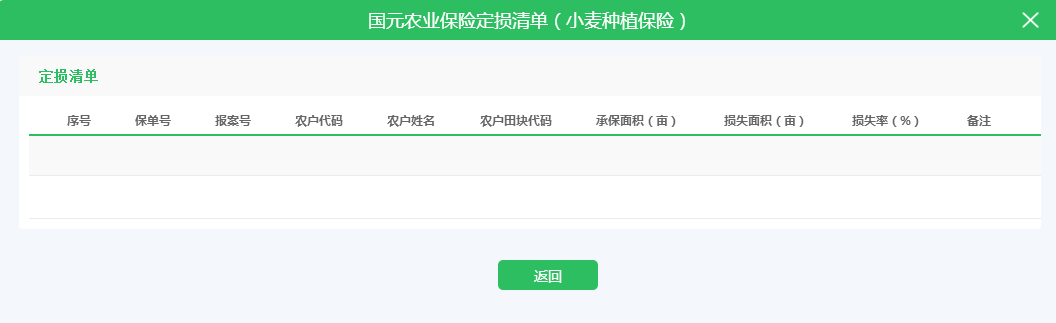 国元农业保险定损清单（小麦种植保险）
定损清单
序号 保单号 报案号 农户代码 农户姓名 农户田块代码 承保面积（亩） 损失面积（亩） 损失率（%） 备注
返回